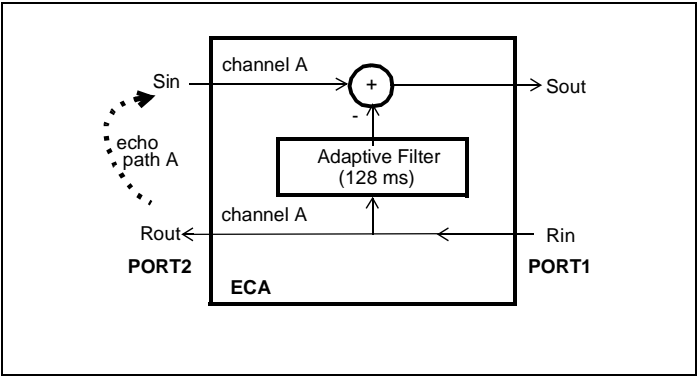 channel A
Sin
+
Sout
-
echo
path A
Adaptive Filter
(128 ms)
channel A
Rout
Rin
PORT2
PORT1
ECA